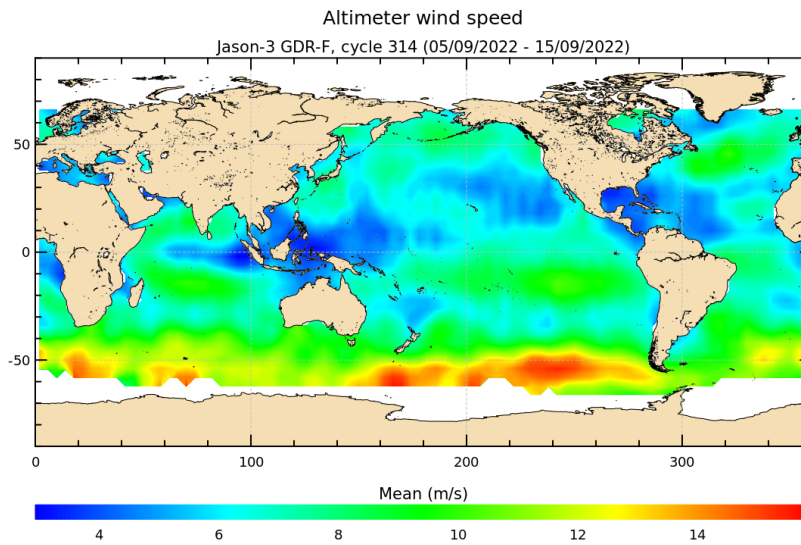 Altimeter wind speed
Jason-3 GDR-F, cycle 314 (05/09/2022 - 15/09/2022)
50
0
-50
0 100 200 300
Mean (m/s)
4 6 8 10 12 14